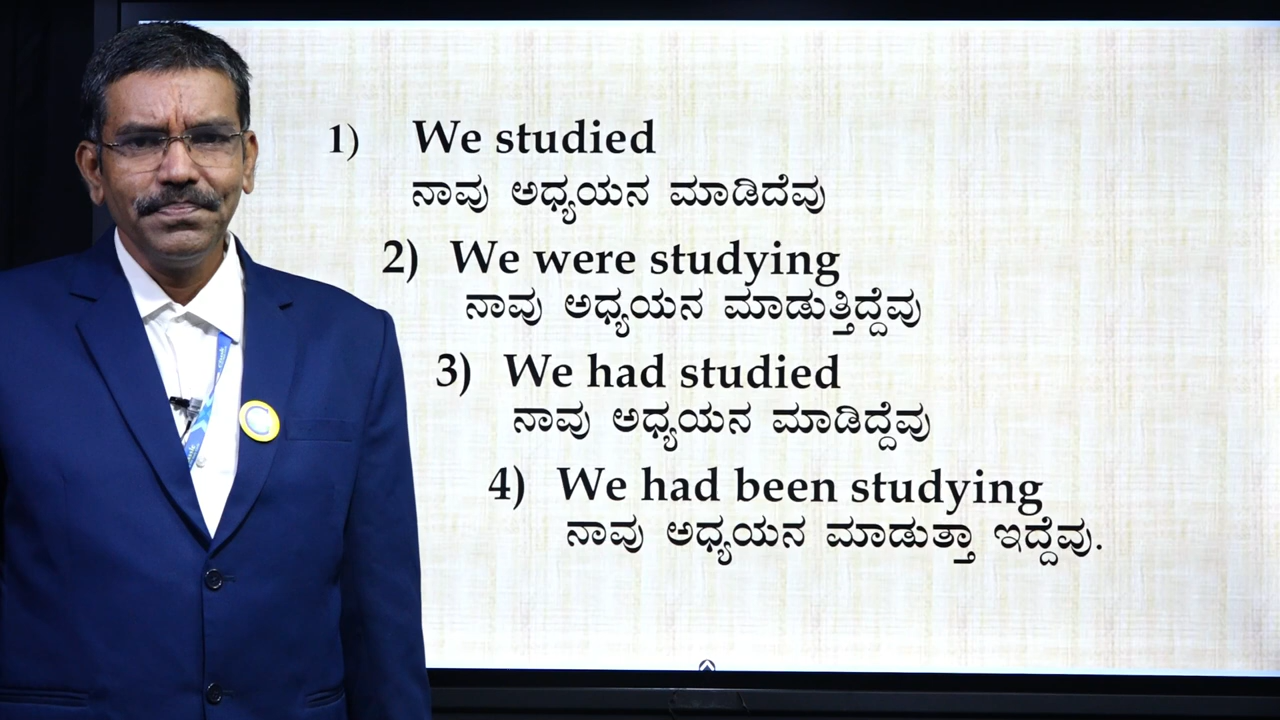 1) We studied
ನಾವು ಅಧ್ಯಯನ ಮಾಡಿದೆವು
2) We were studying
ನಾವು ಅಧ್ಯಯನ ಮಾಡುತ್ತಿದ್ದೆವು
3) We had studied
ನಾವು ಅಧ್ಯಯನ ಮಾಡಿದ್ದೆವು
4) We had been studying
ನಾವು ಅಧ್ಯಯನ ಮಾಡುತ್ತಾ ಇದ್ದೆವು.
C